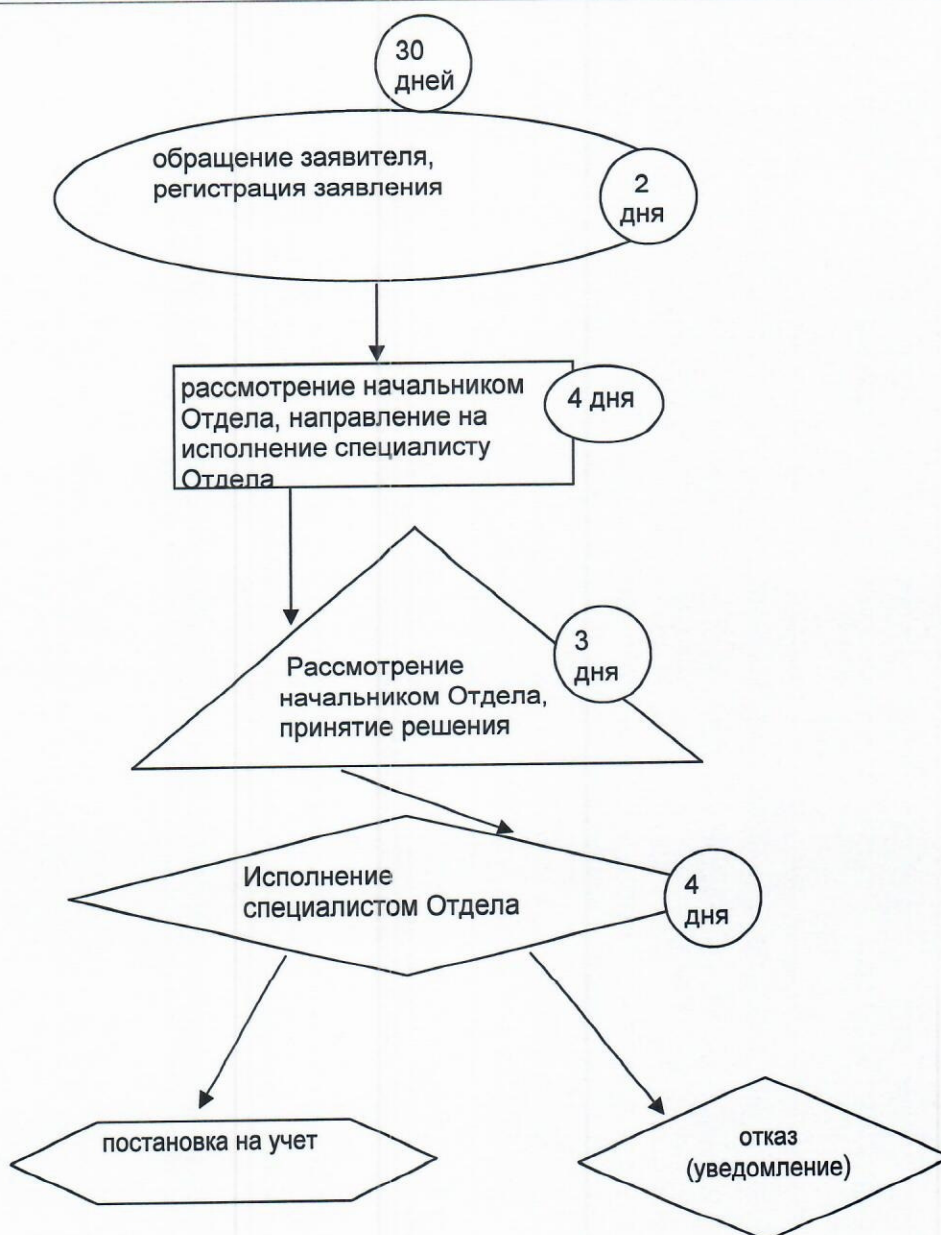 30
дней
обращение заявителя,
регистрация заявления
2
дня
рассмотрение начальником
Отдела, направление на
исполнение специалисту
Отдела
4 дня
3
дня
Рассмотрение
начальником Отдела,
принятие решения
Исполнение
специалистом Отдела
4
дня
постановка на учет
отказ
(уведомление)